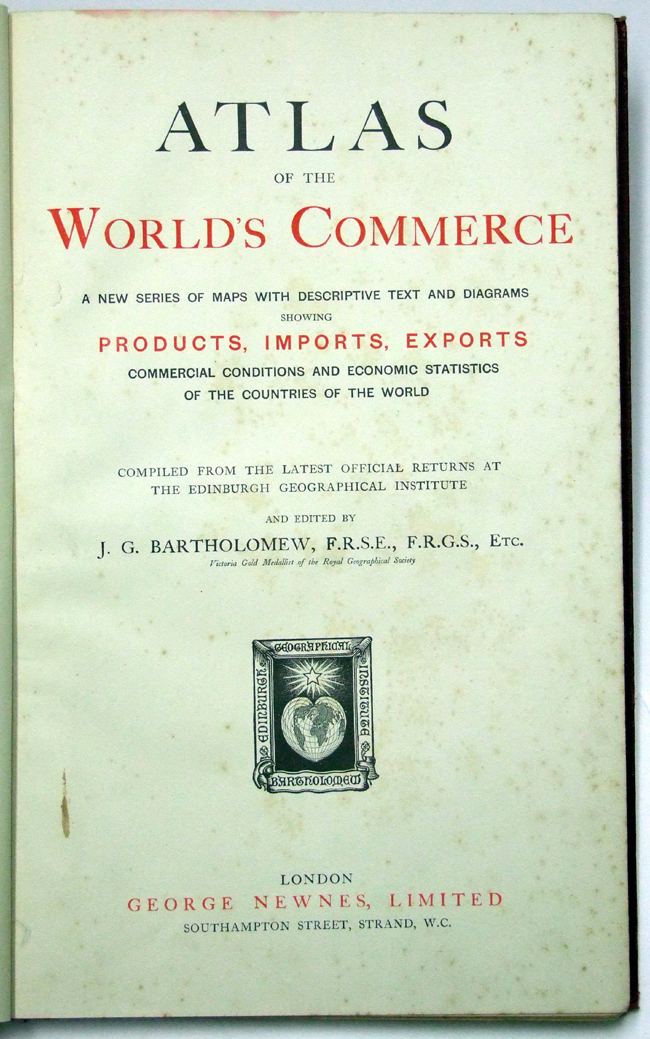 ATLAS
OF THE
WORLD'S COMMERCE
A NEW SERIES OF MAPS WITH DESCRIPTIVE TEXT AND DIAGRAMS
SHOWING
PRODUCTS, IMPORTS, EXPORTS
COMMERCIAL CONDITIONS AND ECONOMIC STATISTICS
OF THE COUNTRIES OF THE WORLD
COMPILED FROM THE LATEST OFFICIAL RETURNS AT
THE EDINBURGH GEOGRAPHICAL INSTITUTE
AND EDITED BY
J. G. BARTHOLOMEW, F.R.S.E., F.R.G.S., ETC.
Victoria Gold Medallist of the Royal Geographical Society
EDINBURGH
GEOGRAPHICAL
INSTITUTE
BARTHOLOMEW
LONDON
GEORGE NEWNES, LIMITED
SOUTHAMPTON STREET, STRAND, W.C.